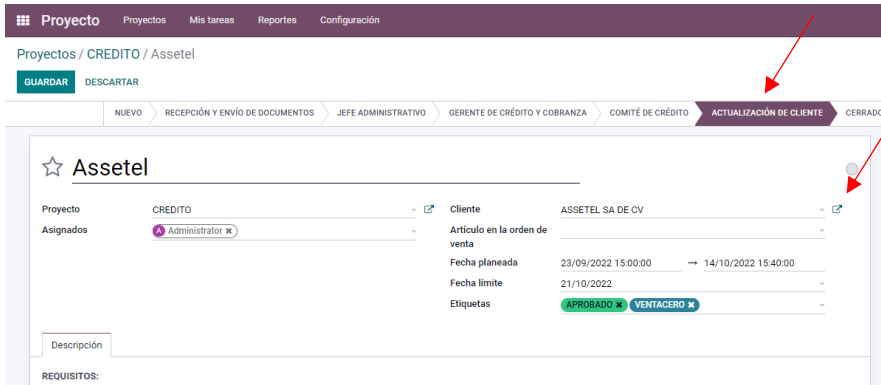 Proyecto Proyectos Mis tareas Reportes Configuración
Proyectos / CREDITO / Assetel
GUARDAR DESCARTAR
NUEVO RECEPCIÓN Y ENVÍO DE DOCUMENTOS JEFE ADMINISTRATIVO GERENTE DE CRÉDITO Y COBRANZA COMITÉ DE CRÉDITO ACTUALIZACIÓN DE CLIENTE CERRADO
Assetel
Proyecto CREDITO
Asignados A Administrator ×
Cliente ASSETEL SA DE CV
Artículo en la orden de
venta
Fecha planeada 23/09/2022 15:00:00 → 14/10/2022 15:40:00
Fecha límite 21/10/2022
Etiquetas APROBADO × VENTACERO ×
Descripción
REQUISITOS: